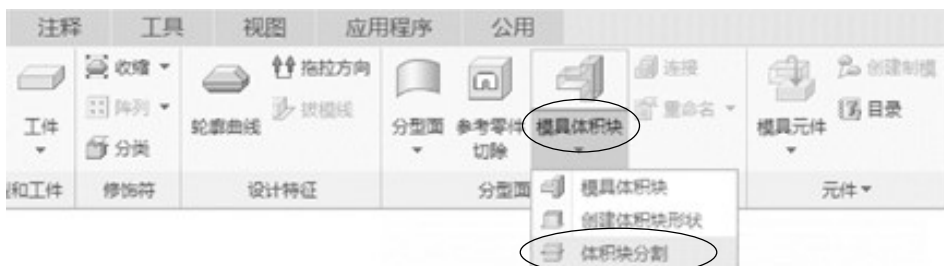 注释 工具 视图 应用程序 公用
收缩 拖拉方向 连接 创建制模
阵列 拔模线 重命名 目录
工件 分类 轮廓曲线 分型面 参考零件切除 模具体积块 模具元件
和工件 修饰符 设计特征 分型面 元件
模具体积块
创建体积块形状
体积块分割